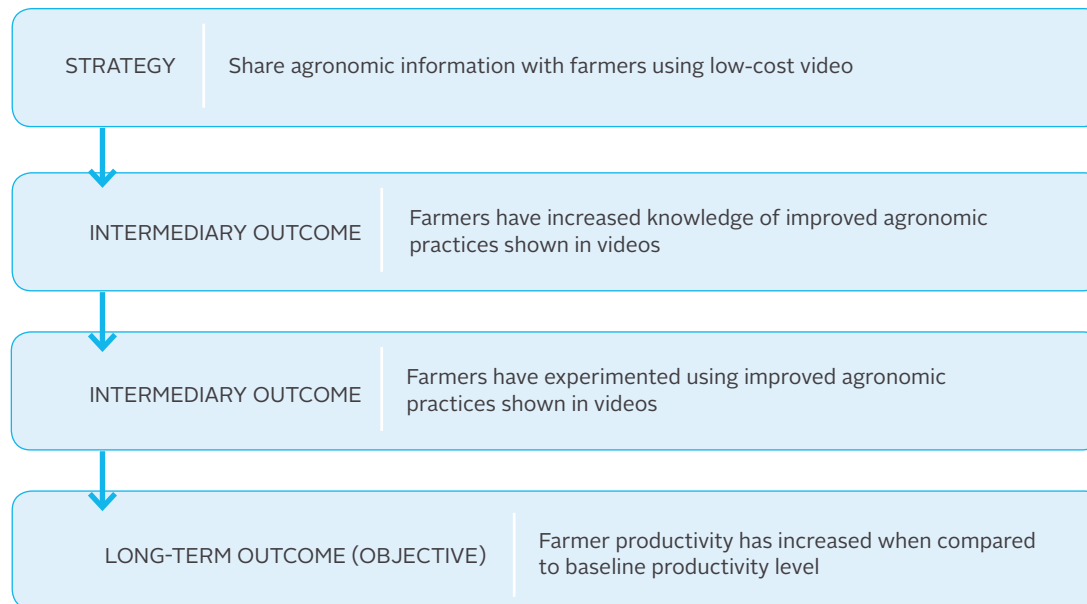 STRATEGY
Share agronomic information with farmers using low-cost video
INTERMEDIARY OUTCOME
Farmers have increased knowledge of improved agronomic
practices shown in videos
INTERMEDIARY OUTCOME
Farmers have experimented using improved agronomic
practices shown in videos
LONG-TERM OUTCOME (OBJECTIVE)
Farmer productivity has increased when compared
to baseline productivity level